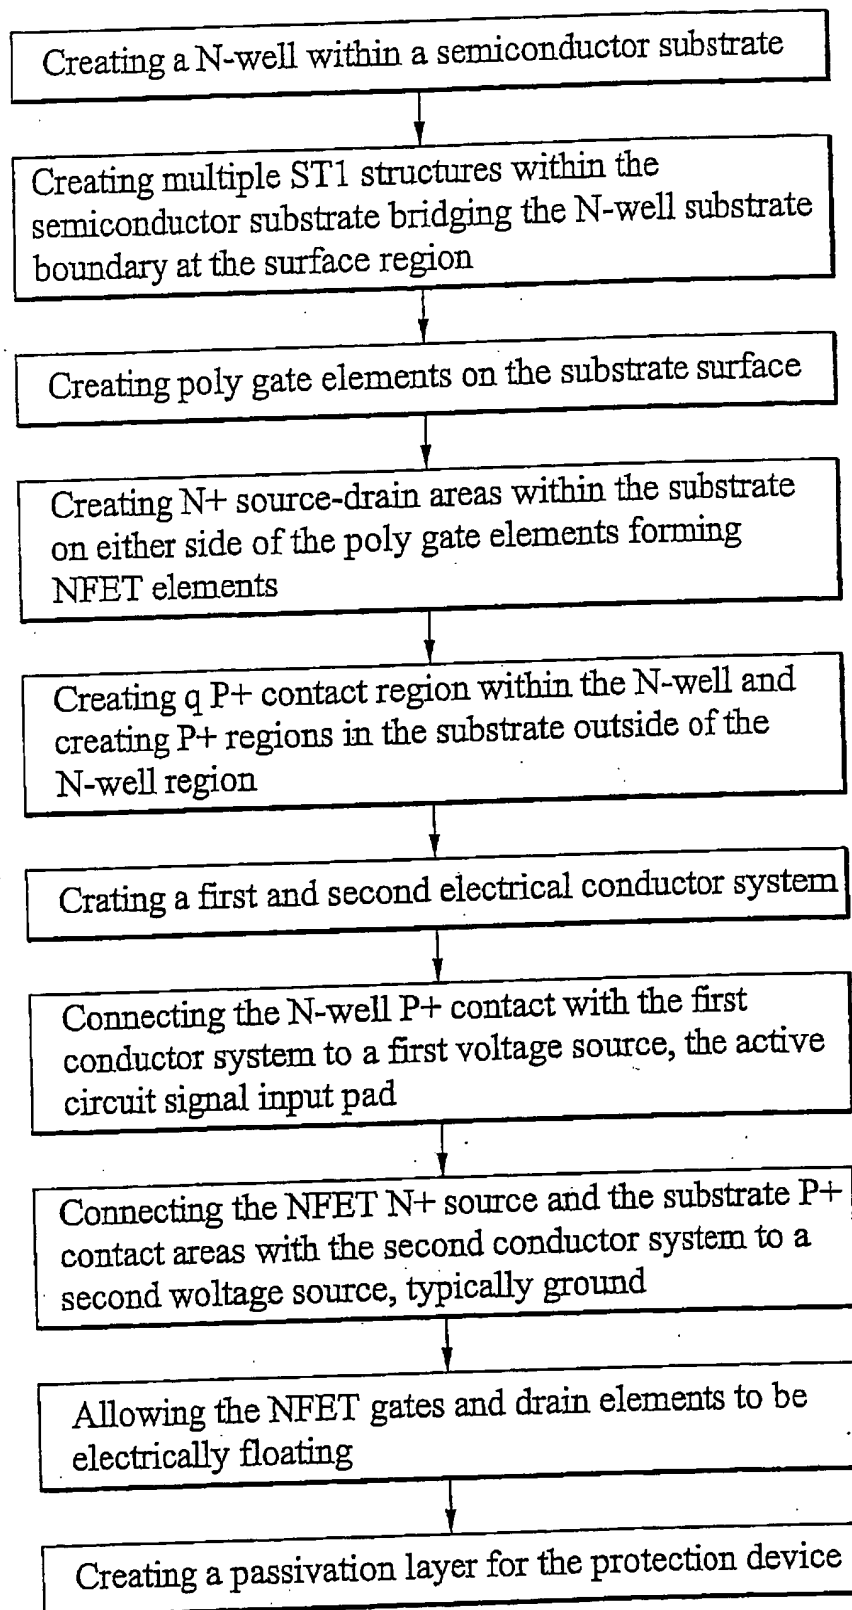 Creating a N-well within a semiconductor substrate
Creating multiple ST1 structures within the
semiconductor substrate bridging the N-well substrate
boundary at the surface region
Creating poly gate elements on the substrate surface
Creating N+ source-drain areas within the substrate
on either side of the poly gate elements forming
NFET elements
Creating q P+ contact region within the N-well and
creating P+ regions in the substrate outside of the
N-well region
Crating a first and second electrical conductor system
Connecting the N-well P+ contact with the first
conductor system to a first voltage source, the active
circuit signal input pad
Connecting the NFET N+ source and the substrate P+
contact areas with the second conductor system to a
second woltage source, typically ground
Allowing the NFET gates and drain elements to be
electrically floating
Creating a passivation layer for the protection device